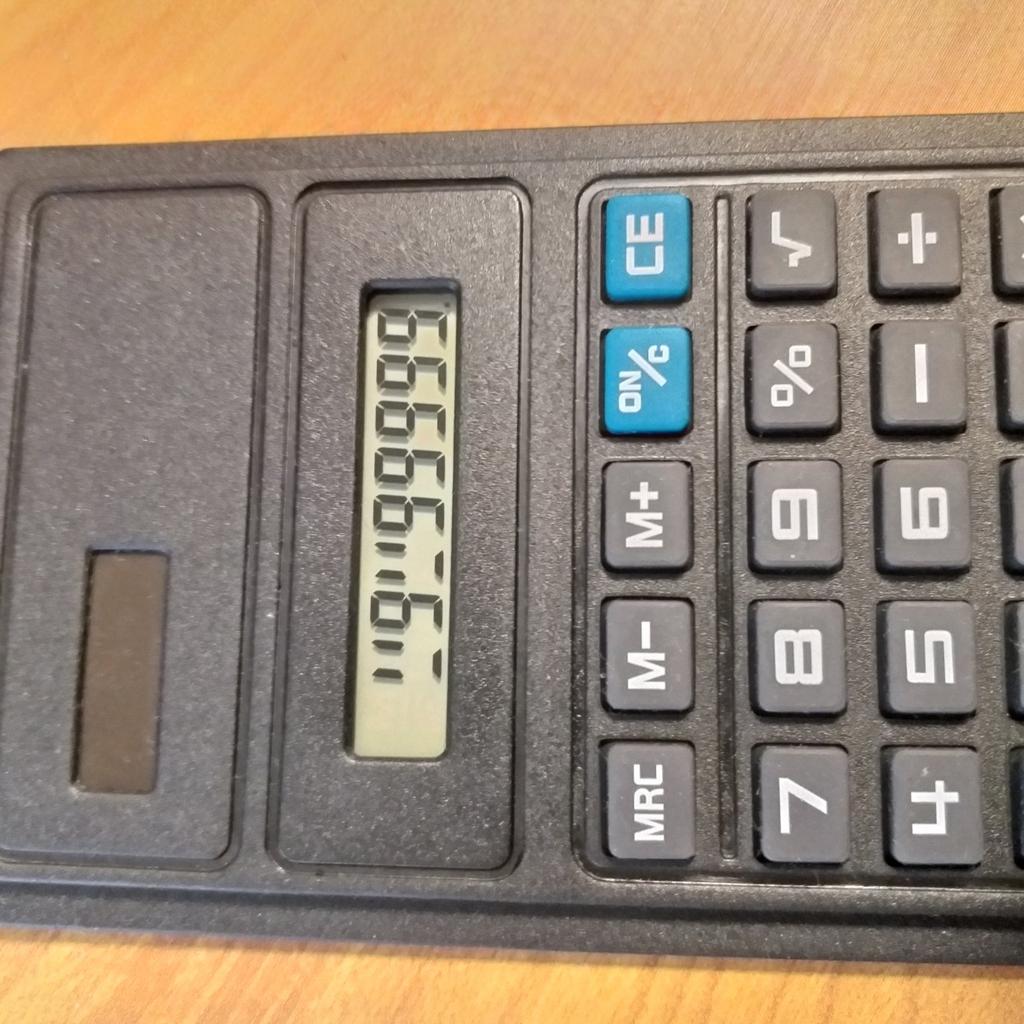 MRC M− M+ ON/C CE
7 8 9 % √
4 5 6 − ÷